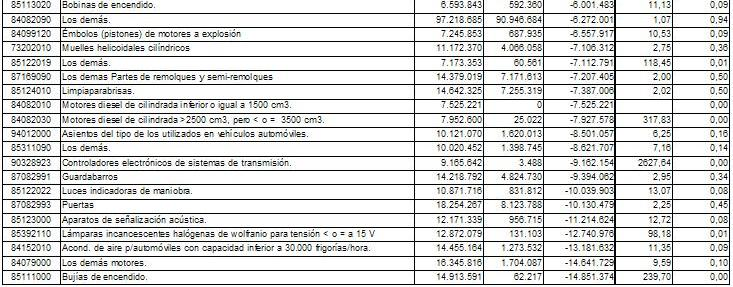 85113020 Bobinas de encendido. 6.593.843 592.360 -6.001.483 11,13 0,09
84082090 Los demás. 97.218.685 90.946.684 -6.272.001 1,07 0,94
84099120 Émbolos (pistones) de motores a explosión 7.245.853 687.935 -6.557.917 10,53 0,09
73202010 Muelles helicoidales cilíndricos 11.172.370 4.066.058 -7.106.312 2,75 0,36
85122019 Los demás. 7.173.353 60.561 -7.112.791 118,45 0,01
87169090 Los demas Partes de remolques y semi-remolques 14.379.019 7.171.613 -7.207.405 2,00 0,50
85124010 Limpiaparabrisas. 14.642.325 7.255.319 -7.387.006 2,02 0,50
84082010 Motores diesel de cilindrada inferior o igual a 1500 cm3. 7.525.221 0 -7.525.221 0,00
84082030 Motores diesel de cilindrada >2500 cm3, pero < o = 3500 cm3. 7.952.600 25.022 -7.927.578 317,83 0,00
94012000 Asientos del tipo de los utilizados en vehículos automóviles. 10.121.070 1.620.013 -8.501.057 6,25 0,16
85311090 Los demás. 10.020.452 1.398.745 -8.621.707 7,16 0,14
90328923 Controladores electrónicos de sistemas de transmisión. 9.165.642 3.488 -9.162.154 2627,64 0,00
87082991 Guardabarros 14.218.792 4.824.730 -9.394.062 2,95 0,34
85122022 Luces indicadoras de maniobra. 10.871.716 831.812 -10.039.903 13,07 0,08
87082993 Puertas 18.254.267 8.123.788 -10.130.479 2,25 0,45
85123000 Aparatos de señalización acústica. 12.171.339 956.715 -11.214.624 12,72 0,08
85392110 Lámparas incancescentes halógenas de wolfranio para tensión < o = a 15 V 12.872.079 131.103 -12.740.976 98,18 0,01
84152010 Acond. de aire p/automóviles con capacidad inferior a 30.000 frigorías/hora. 14.455.164 1.273.532 -13.181.632 11,35 0,09
84079000 Los demás motores. 16.345.816 1.704.087 -14.641.729 9,59 0,10
85111000 Bujías de encendido. 14.913.591 62.217 -14.851.374 239,70 0,00